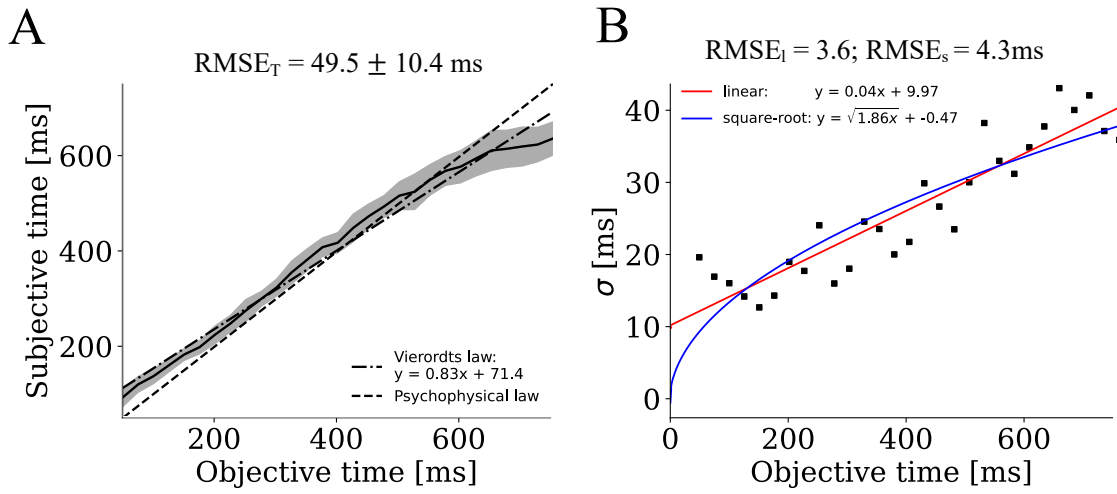 A
RMSE_T = 49.5 ± 10.4 ms
Subjective time [ms]
600
400
200
Vierordts law:
y = 0.83x + 71.4
Psychophysical law
200 400 600
Objective time [ms]
B
RMSE_l = 3.6; RMSE_s = 4.3ms
linear: y = 0.04x + 9.97
square-root: y = √1.86x + -0.47
σ [ms]
40
30
20
10
0
0 200 400 600
Objective time [ms]